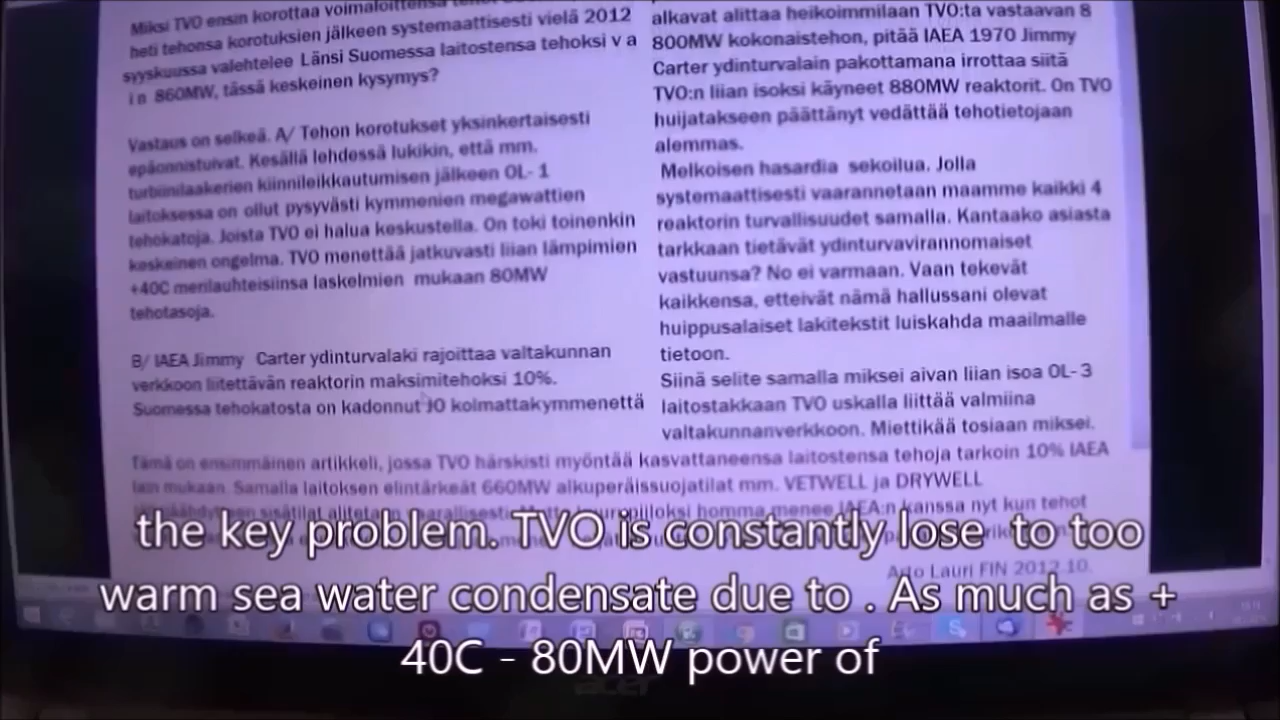 Miksi TVO ensin korottaa voimaloittensa
heti tehonsa korotuksien jälkeen systemaattisesti vielä 2012
syyskuussa valehtelee Länsi Suomessa laitostensa tehoksi v a
i n 860MW, tässä keskeinen kysymys?
Vastaus on selkeä. A/ Tehon korotukset yksinkertaisesti
epäonnistuivat. Kesällä lehdessä lukikin, että mm.
turbiinilaakerien kiinnileikkautumisen jälkeen OL- 1
laitoksessa on ollut pysyvästi kymmenien megawattien
tehokatoja. Joista TVO ei halua keskustella. On toki toinenkin
keskeinen ongelma. TVO menettää jatkuvasti liian lämpimien
+40C merilauhteisiinsa laskelmien mukaan 80MW
tehotasoja.
B/ IAEA Jimmy Carter ydinturvalaki rajoittaa valtakunnan
verkkoon liitettävän reaktorin maksimitehoksi 10%.
Suomessa tehokatosta on kadonnut JO kolmattakymmenettä
alkavat alittaa heikoimmilaan TVO:ta vastaavan 8
800MW kokonaistehon, pitää IAEA 1970 Jimmy
Carter ydinturvalain pakottamana irrottaa siitä
TVO:n liian isoksi käyneet 880MW reaktorit. On TVO
huijatakseen päättänyt vedättää tehotietojaan
alemmas.
Melkoisen hasardia sekoilua. Jolla
systemaattisesti vaarannetaan maamme kaikki 4
reaktorin turvallisuudet samalla. Kantaako asiasta
tarkkaan tietävät ydinturvavirannomaiset
vastuunsa? No ei varmaan. Vaan tekevät
kaikkensa, etteivät nämä hallussani olevat
huippusalaiset lakitekstit luiskahda maailmalle
tietoon.
Siinä selite samalla miksei aivan liian isoa OL-3
laitostakkaan TVO uskalla liittää valmiina
valtakunnanverkkoon. Miettikää tosiaan miksei.
Tämä on ensimmäinen artikkeli, jossa TVO härskisti myöntää kasvattaneensa laitostensa tehoja tarkoin 10% IAEA
lain mukaan. Samalla laitoksen elintärkeät 660MW alkuperäissuojatilat mm. VETWELL ja DRYWELL
homma menee IAEA:n kanssa nyt kun tehot
Arto Lauri FIN 2012.10.
the key problem. TVO is constantly lose to too
warm sea water condensate due to . As much as +
40C - 80MW power of
acer